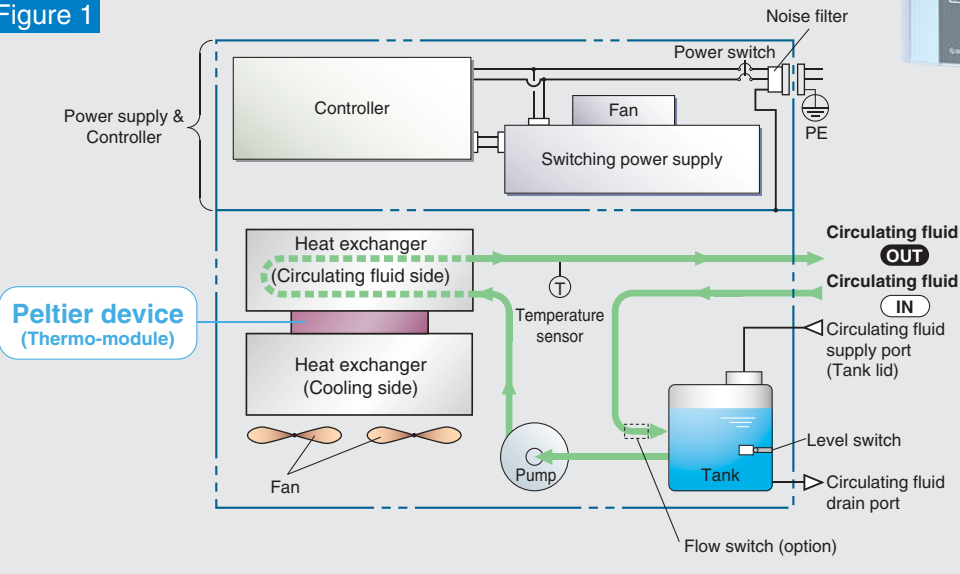 Figure 1
Noise filter
Power switch
Controller
Fan
Switching power supply
Power supply &
Controller
PE
Heat exchanger
(Circulating fluid side)
Circulating fluid
OUT
Circulating fluid
IN
T
Temperature
sensor
Peltier device
(Thermo-module)
Heat exchanger
(Cooling side)
Circulating fluid
supply port
(Tank lid)
Level switch
Fan
Pump
Tank
Circulating fluid
drain port
Flow switch (option)